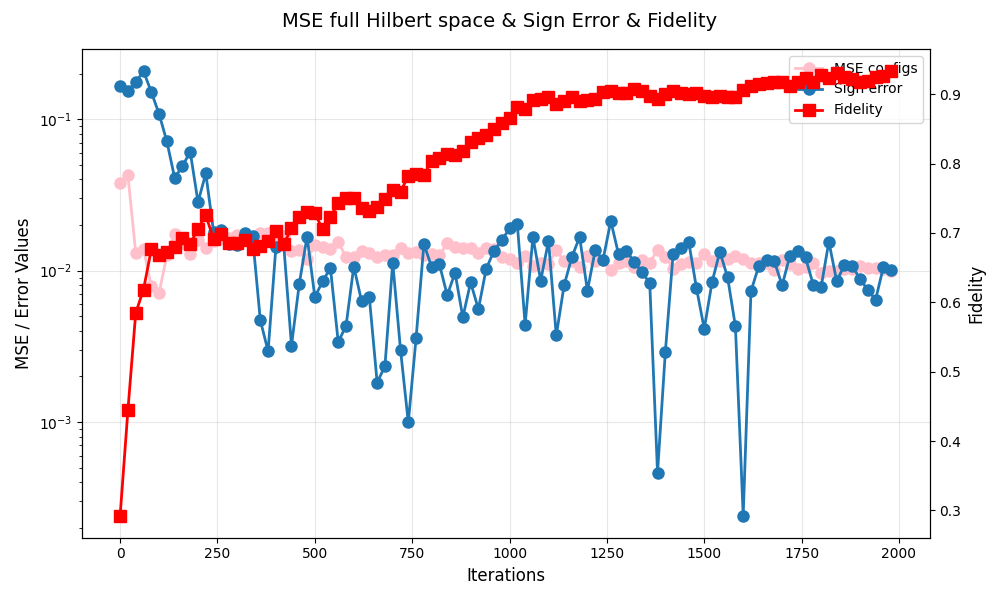 MSE full Hilbert space & Sign Error & Fidelity
MSE configs
Sign error
Fidelity
MSE / Error Values
10⁻¹
10⁻²
10⁻³
0.9
0.8
0.7
0.6
0.5
0.4
0.3
Fidelity
0 250 500 750 1000 1250 1500 1750 2000
Iterations